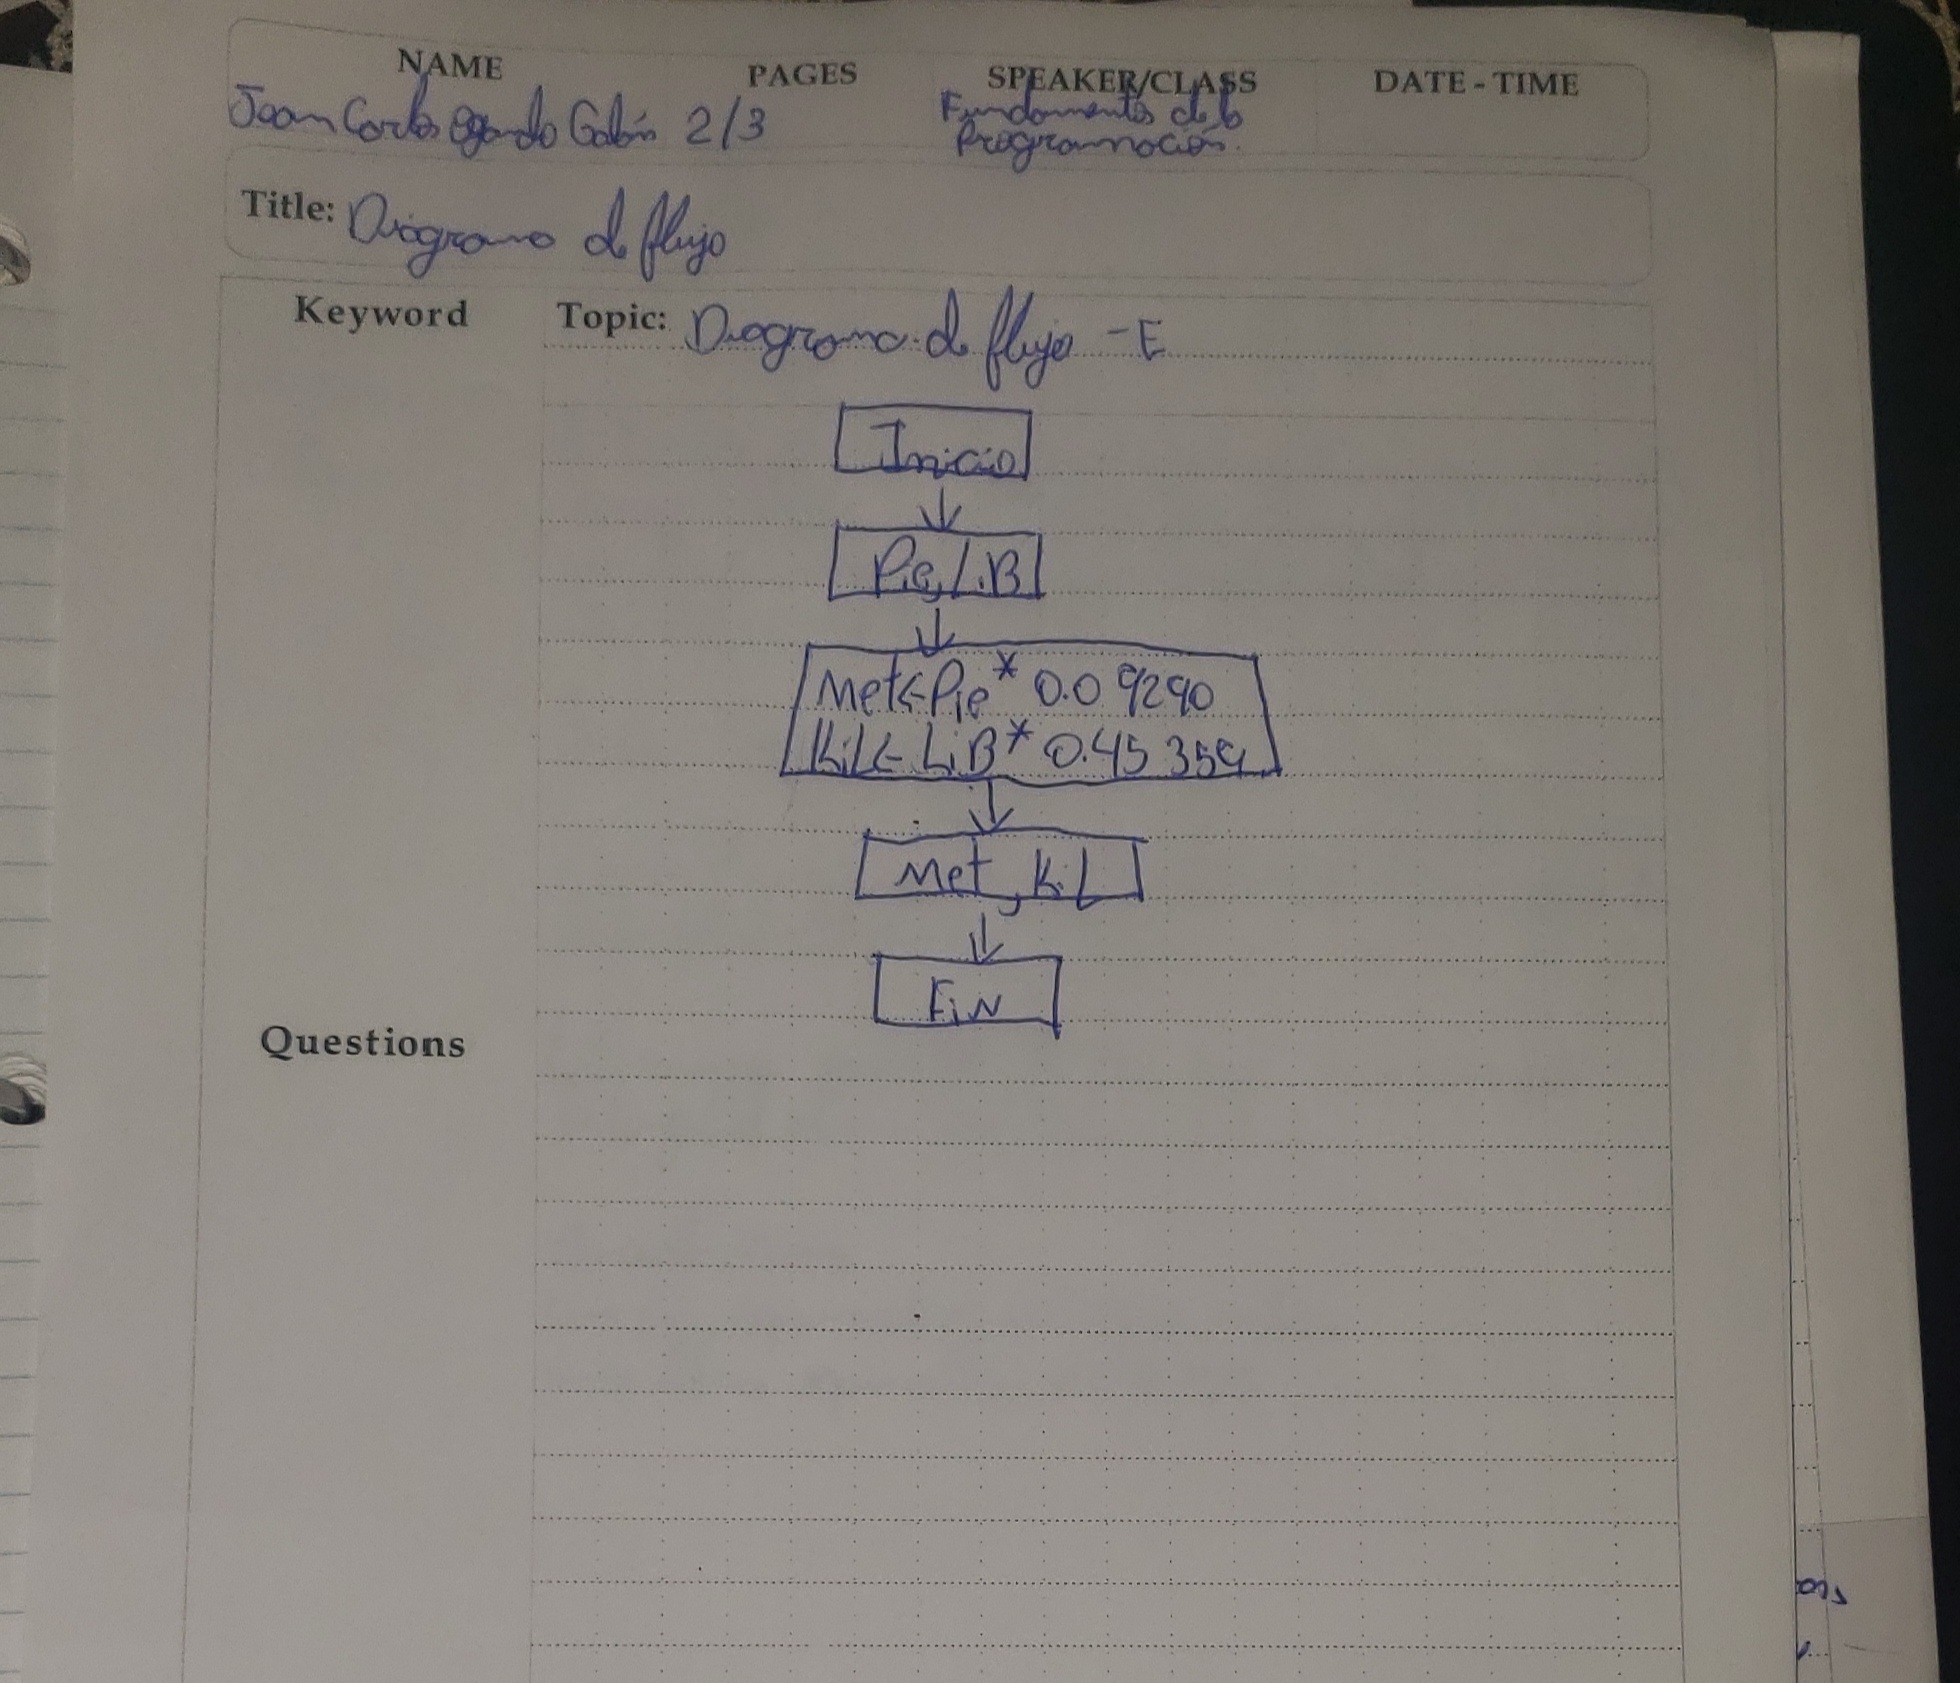 NAME PAGES SPEAKER/CLASS DATE - TIME
Joan Carlos Galán 2/3 Fundamentos de la
Programación.
Title: Diagrama de flujo
Keyword Topic: Diagrama de flujo - E
Inicio
Pie, LiB
Met<-Pie * 0.09290
Kil<- LiB * 0.45359
Met, Kil
Fin
Questions